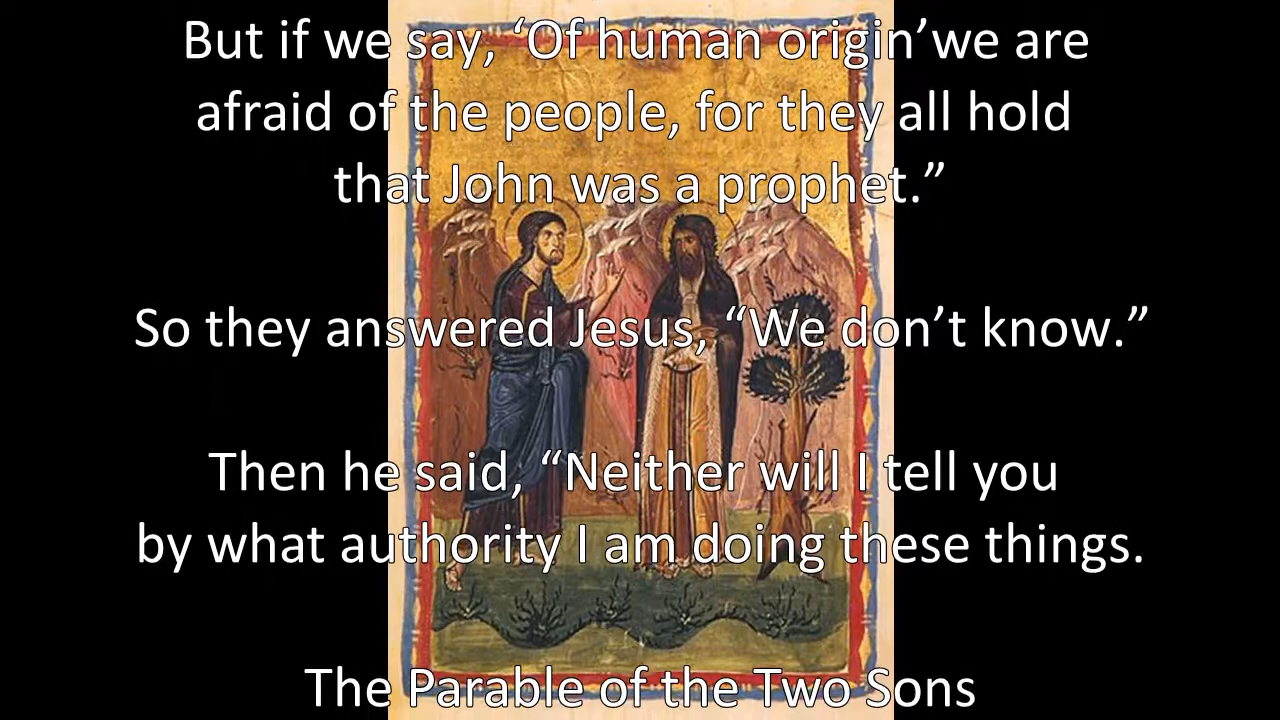 But if we say, ‘Of human origin’we are
afraid of the people, for they all hold
that John was a prophet.”
So they answered Jesus, “We don’t know.”
Then he said, “Neither will I tell you
by what authority I am doing these things.
The Parable of the Two Sons